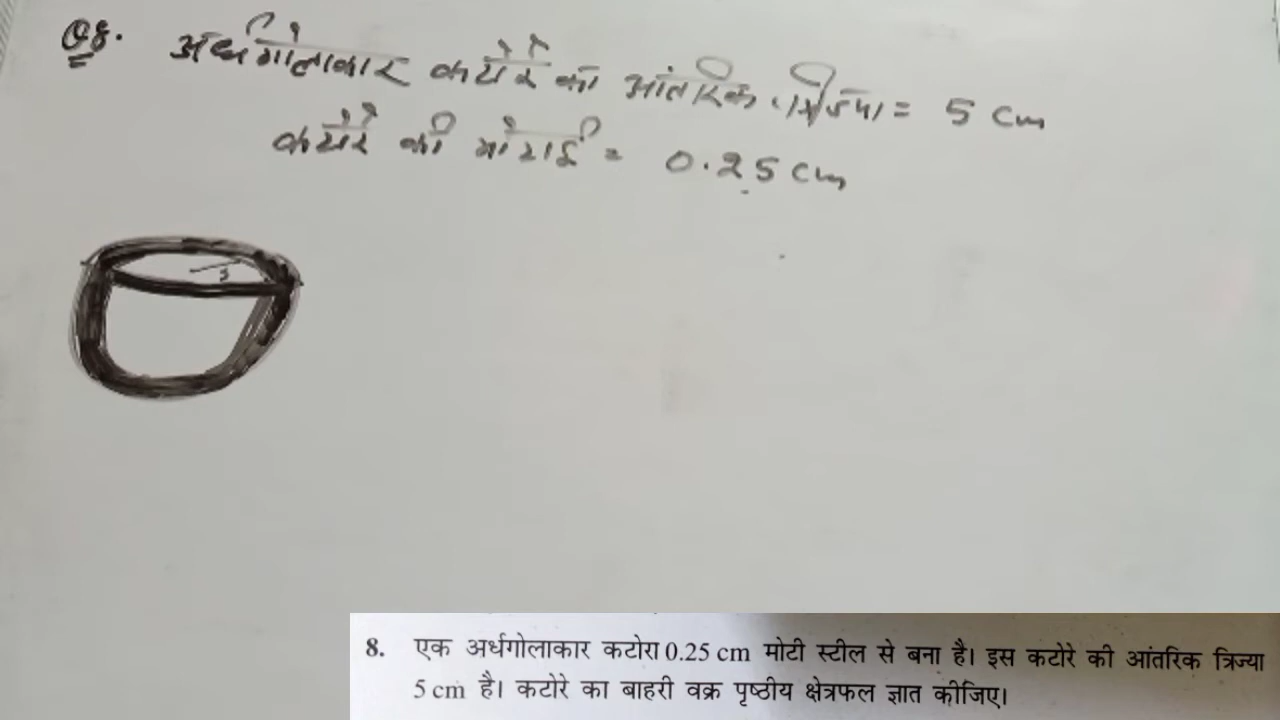 Q8. अर्धगोलाकार कटोरे की आंतरिक त्रिज्या = 5 cm
कटोरे की मोटाई = 0.25 cm
5
8. एक अर्धगोलाकार कटोरा 0.25 cm मोटी स्टील से बना है। इस कटोरे की आंतरिक त्रिज्या
5 cm है। कटोरे का बाहरी वक्र पृष्ठीय क्षेत्रफल ज्ञात कीजिए।